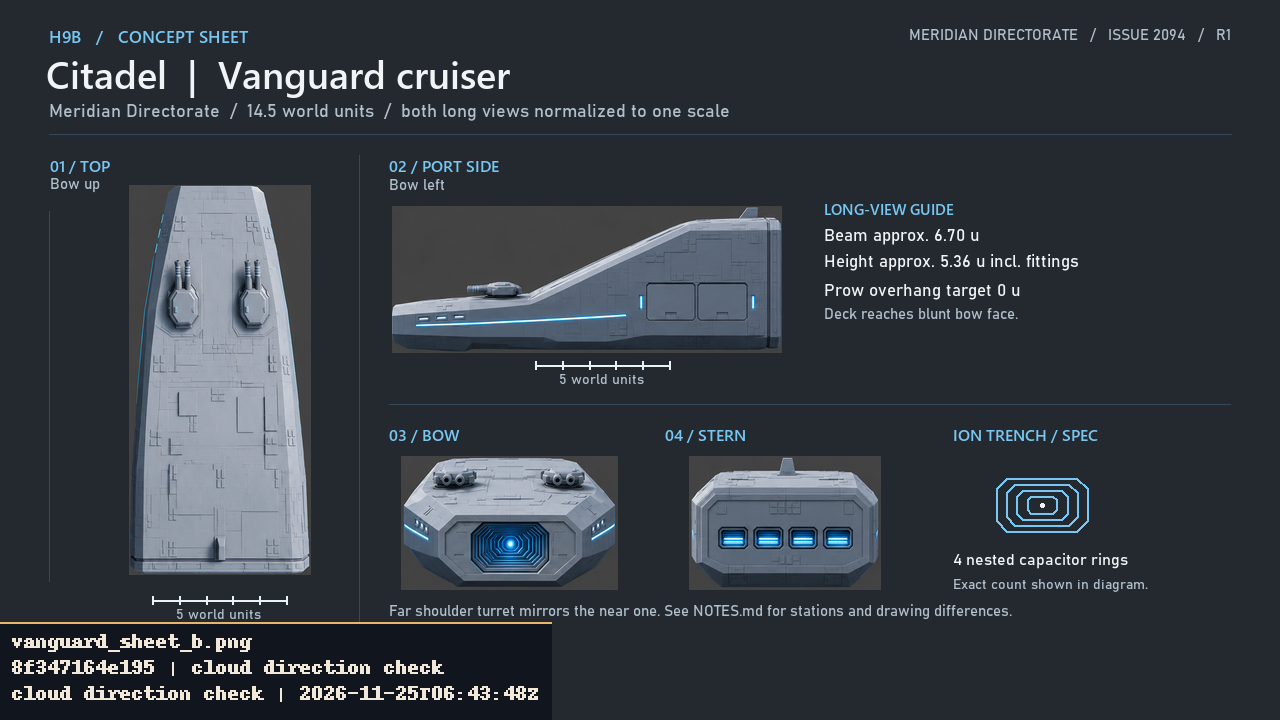 H9B / CONCEPT SHEET
MERIDIAN DIRECTORATE / ISSUE 2094 / R1
Citadel | Vanguard cruiser
Meridian Directorate / 14.5 world units / both long views normalized to one scale
01 / TOP
Bow up
5 world units
02 / PORT SIDE
Bow left
5 world units
LONG-VIEW GUIDE
Beam approx. 6.70 u
Height approx. 5.36 u incl. fittings
Prow overhang target 0 u
Deck reaches blunt bow face.
03 / BOW
04 / STERN
ION TRENCH / SPEC
4 nested capacitor rings
Exact count shown in diagram.
Far shoulder turret mirrors the near one. See NOTES.md for stations and drawing differences.
vanguard_sheet_b.png
8f347164e195 | cloud direction check
cloud direction check | 2026-11-25T06:43:48z